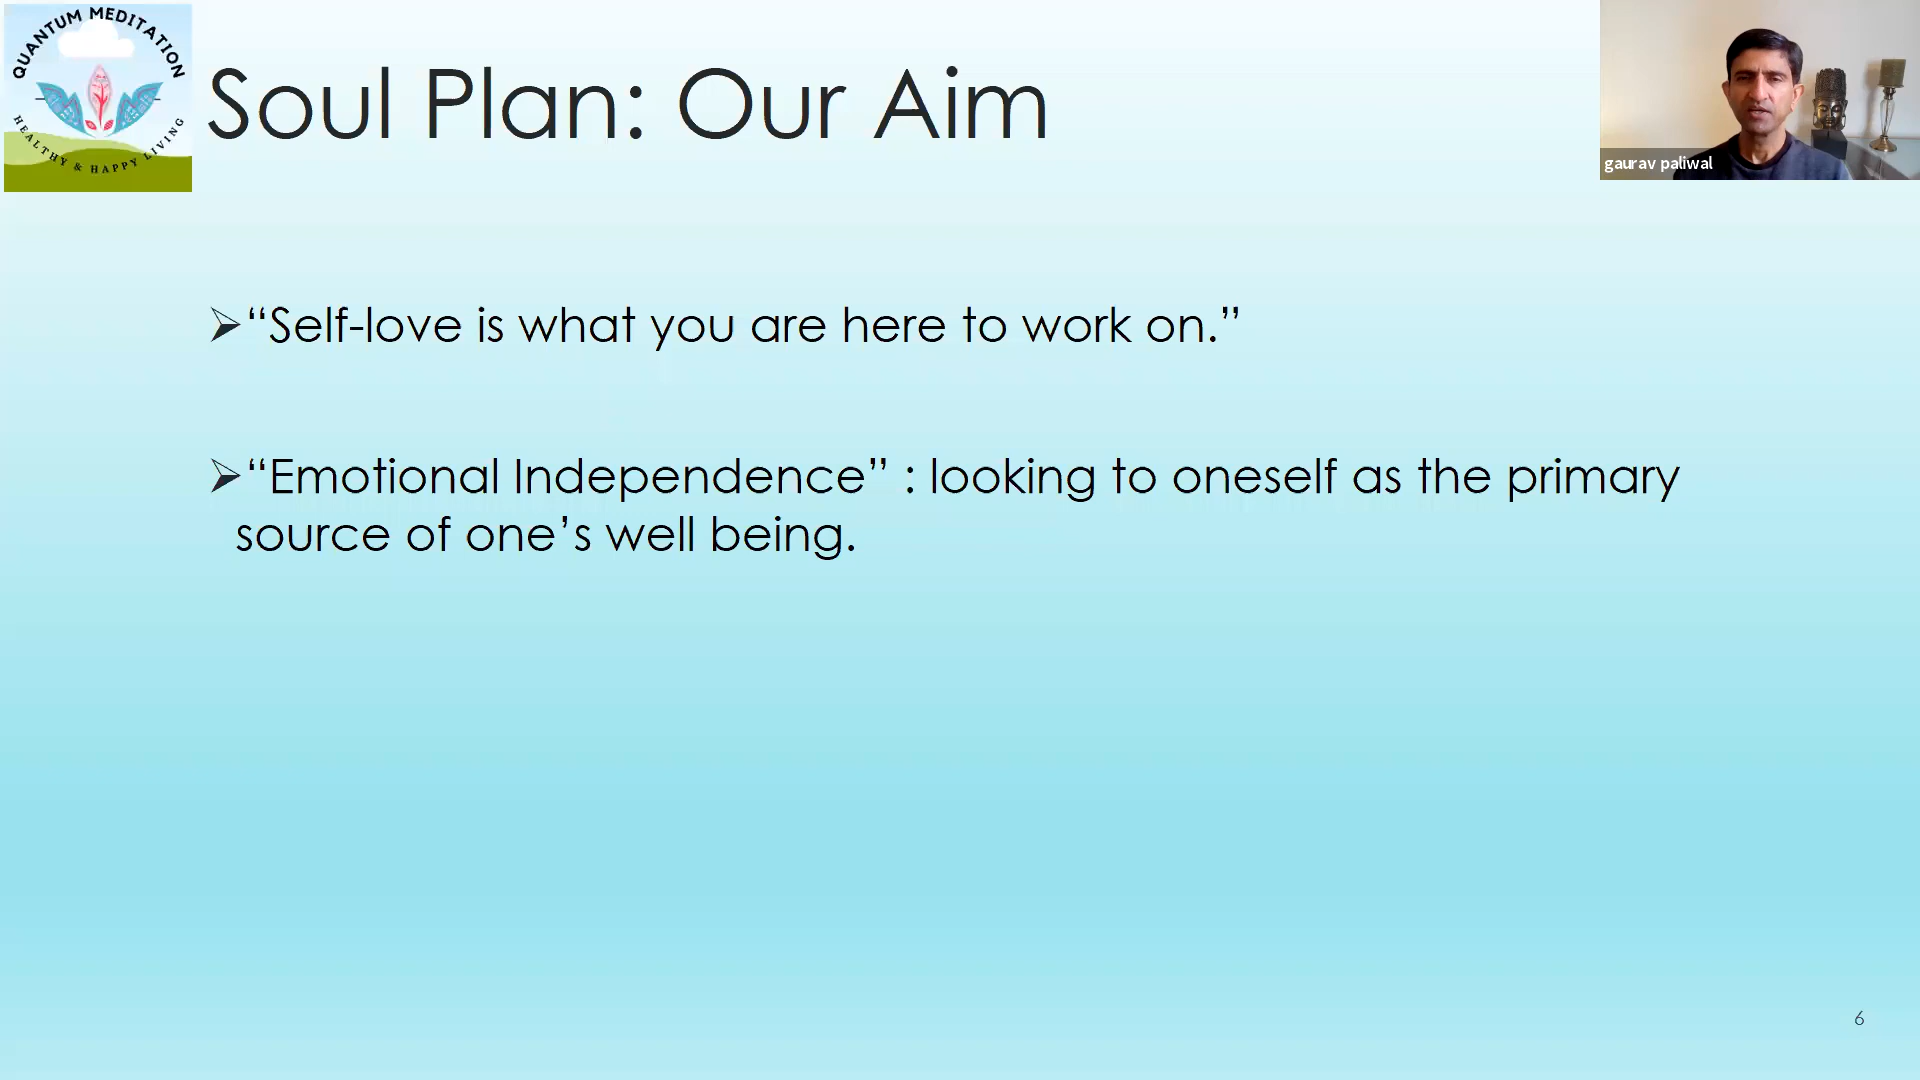 QUANTUM MEDITATION
HEALTHY & HAPPY LIVING
Soul Plan: Our Aim
gaurav paliwal
➢“Self-love is what you are here to work on.”
➢“Emotional Independence” : looking to oneself as the primary
source of one’s well being.
6